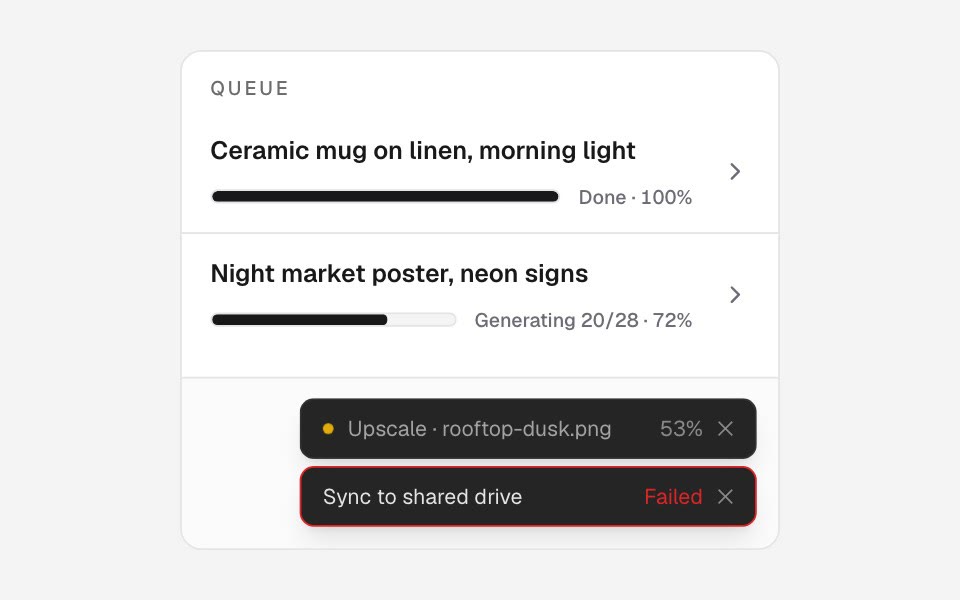 QUEUE
Ceramic mug on linen, morning light
Done · 100%
Night market poster, neon signs
Generating 20/28 · 72%
Upscale · rooftop-dusk.png 53%
Sync to shared drive Failed